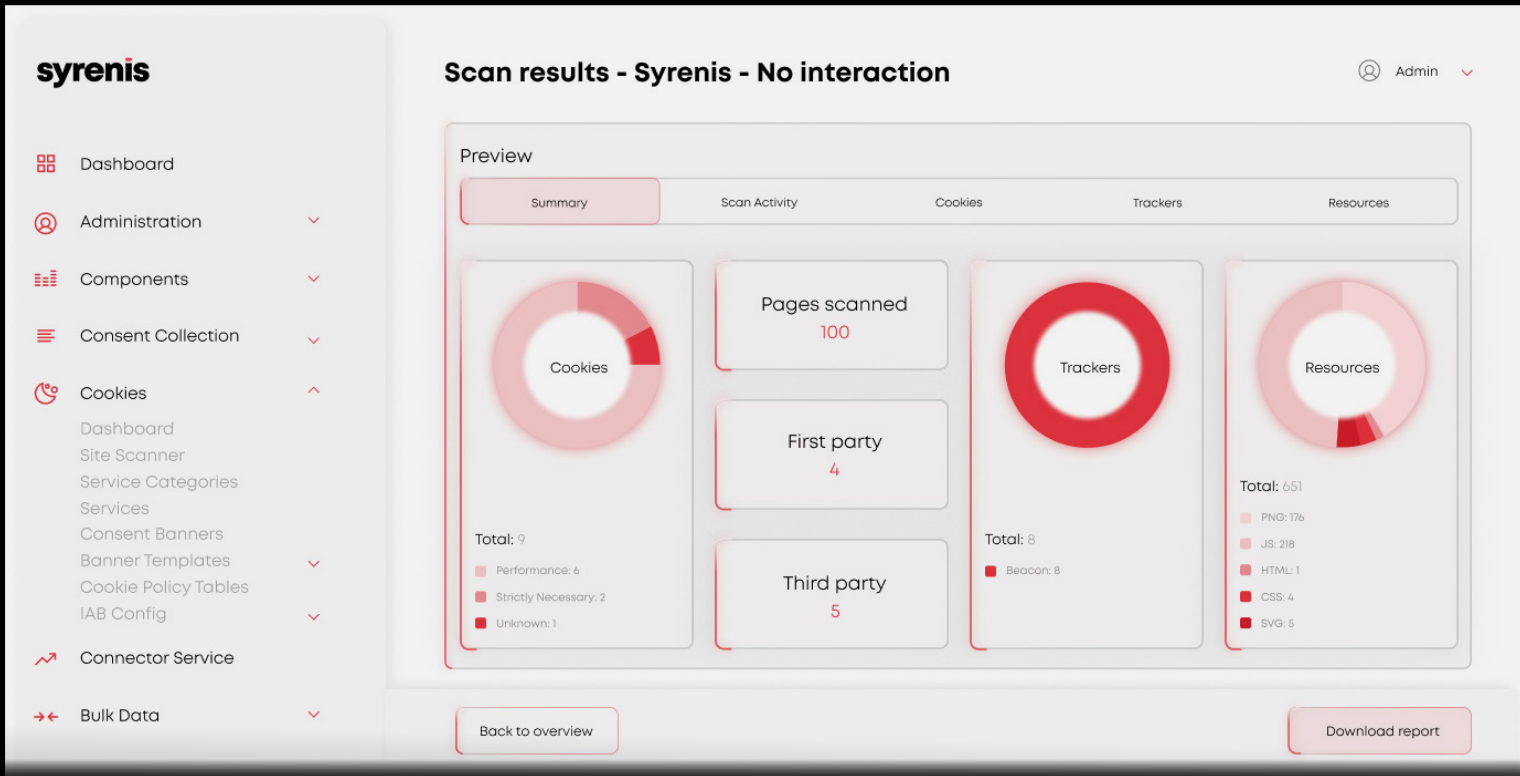 syrenis
Dashboard
Administration
Components
Consent Collection
Cookies
Dashboard
Site Scanner
Service Categories
Services
Consent Banners
Banner Templates
Cookie Policy Tables
IAB Config
Connector Service
Bulk Data
Scan results - Syrenis - No interaction
Admin
Preview
Summary
Scan Activity
Cookies
Trackers
Resources
Cookies
Total: 9
Performance: 6
Strictly Necessary: 2
Unknown: 1
Pages scanned
100
First party
4
Third party
5
Trackers
Total: 8
Beacon: 8
Resources
Total: 651
PNG: 176
JS: 218
HTML: 1
CSS: 4
SVG: 5
Back to overview
Download report